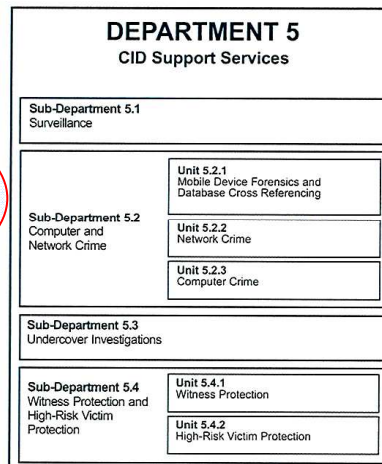 DEPARTMENT 5
CID Support Services
Sub-Department 5.1
Surveillance
Sub-Department 5.2
Computer and
Network Crime
Unit 5.2.1
Mobile Device Forensics and
Database Cross Referencing
Unit 5.2.2
Network Crime
Unit 5.2.3
Computer Crime
Sub-Department 5.3
Undercover Investigations
Sub-Department 5.4
Witness Protection and
High-Risk Victim
Protection
Unit 5.4.1
Witness Protection
Unit 5.4.2
High-Risk Victim Protection